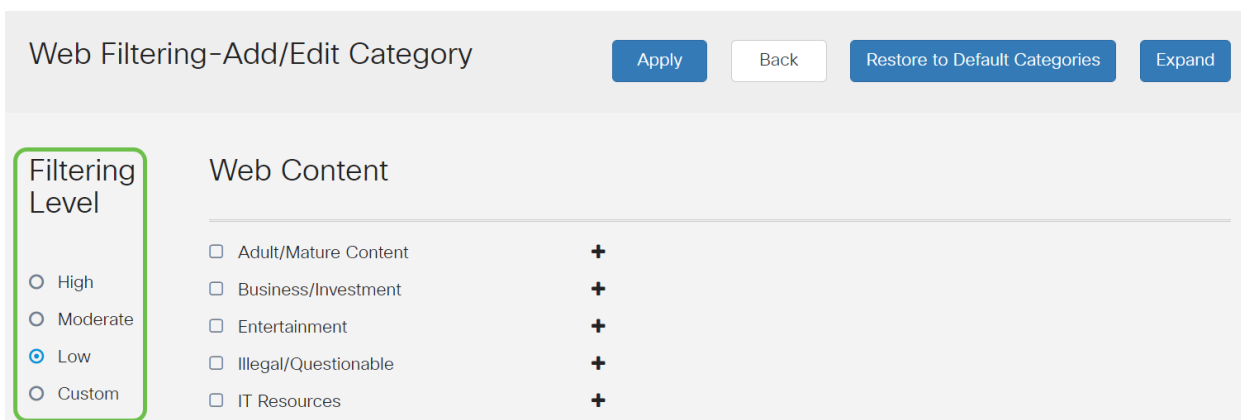 Web Filtering-Add/Edit Category
Apply
Back
Restore to Default Categories
Expand
Filtering
Level
High
Moderate
Low
Custom
Web Content
Adult/Mature Content
Business/Investment
Entertainment
Illegal/Questionable
IT Resources